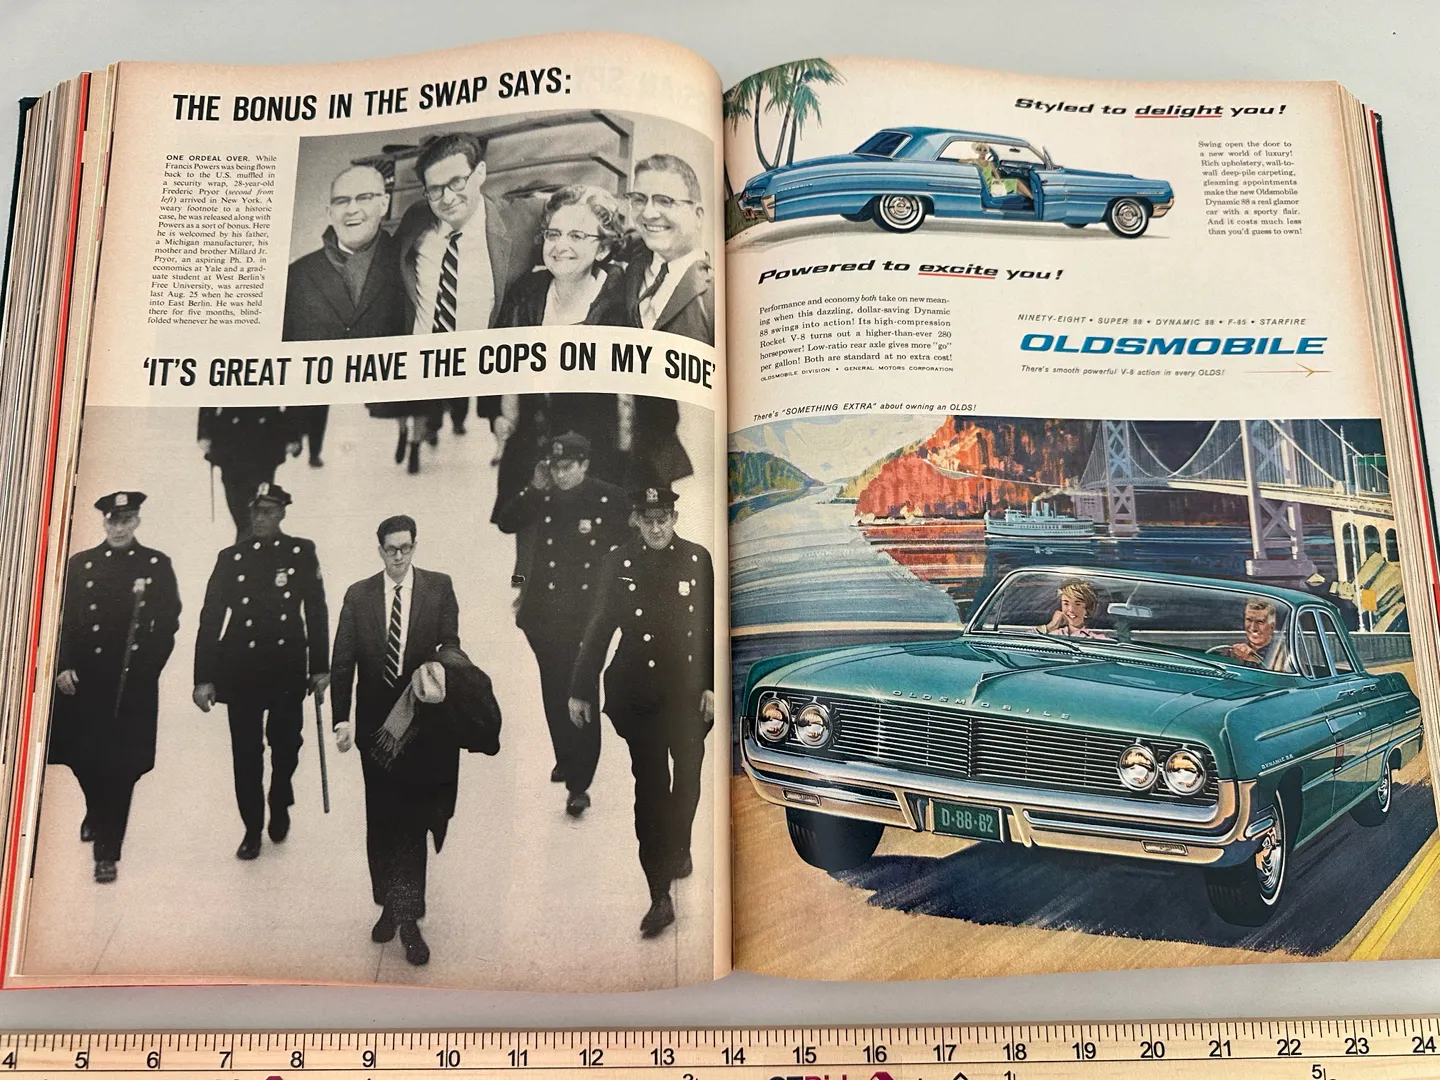 THE BONUS IN THE SWAP SAYS:
ONE ORDEAL OVER. While
Francis Powers was being flown
back to the U.S. muffled in
a security wrap, 28-year-old
Frederic Pryor (second from
left) arrived in New York. A
weary footnote to a historic
case, he was released along with
Powers as a sort of bonus. Here
he is welcomed by his father,
a Michigan manufacturer, his
mother and brother Millard Jr.
Pryor, an aspiring Ph. D. in
economics at Yale and a grad-
uate student at West Berlin's
Free University, was arrested
last Aug. 25 when he crossed
into East Berlin. He was held
there for five months, blind-
folded whenever he was moved.
'IT'S GREAT TO HAVE THE COPS ON MY SIDE'
Styled to delight you!
Swing open the door to
a new world of luxury!
Rich upholstery, wall-to-
wall deep-pile carpeting,
gleaming appointments
make the new Oldsmobile
Dynamic 88 a real glamor
car with a sporty flair.
And it costs much less
than you'd guess to own!
Powered to excite you!
Performance and economy both take on new mean-
ing when this dazzling, dollar-saving Dynamic
88 swings into action! Its high-compression
Rocket V-8 turns out a higher-than-ever 280
horsepower! Low-ratio rear axle gives more "go"
per gallon! Both are standard at no extra cost!
OLDSMOBILE DIVISION • GENERAL MOTORS CORPORATION
NINETY-EIGHT • SUPER 88 • DYNAMIC 88 • F-85 • STARFIRE
OLDSMOBILE
There's smooth powerful V-8 action in every OLDS!
There's "SOMETHING EXTRA" about owning an OLDS!
OLDSMOBILE
DYNAMIC 88
D·88·62
4 5 6 7 8 9 10 11 12 13 14 15 16 17 18 19 20 21 22 23 24